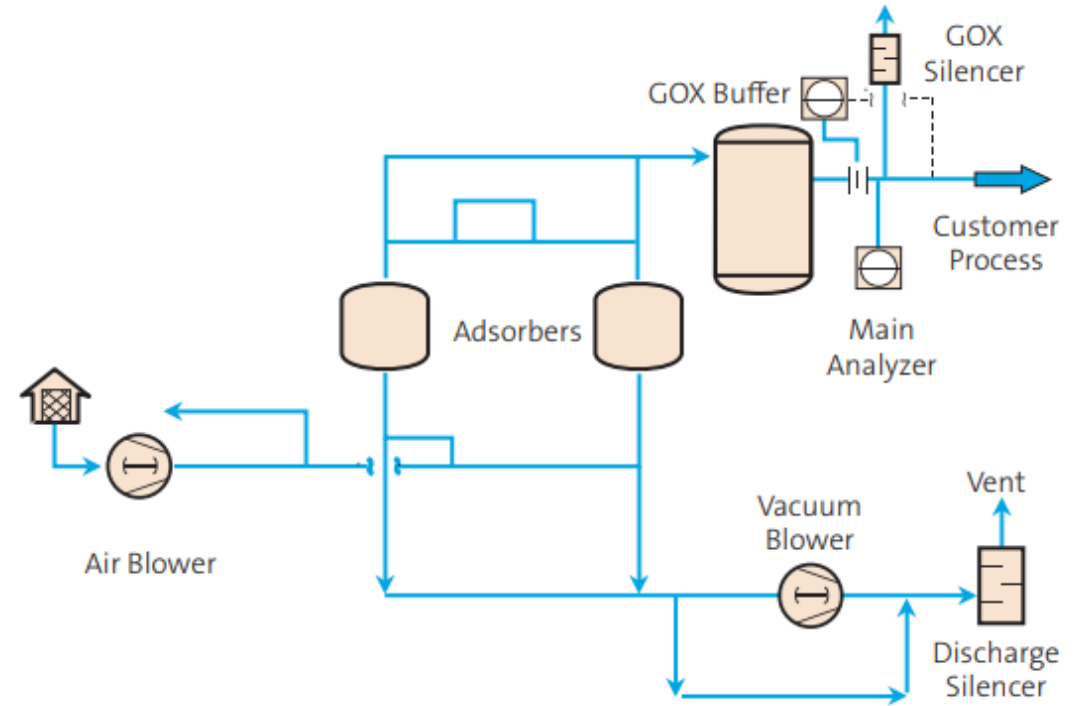 GOX
Silencer
GOX Buffer
Customer
Process
Adsorbers
Main
Analyzer
Vent
Vacuum
Blower
Air Blower
Discharge
Silencer